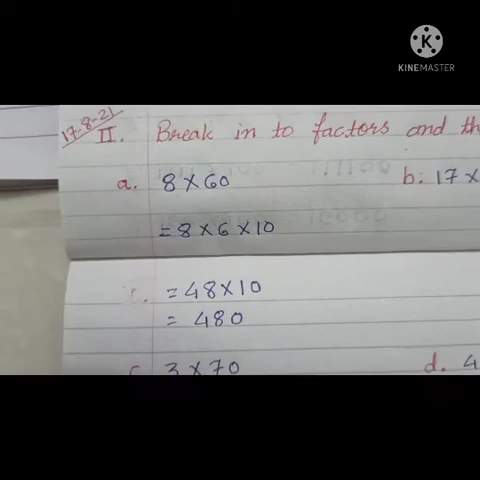 KINEMASTER
17-8-21
II. Break in to factors and th
a. 8 × 60 b: 17 ×
= 8 × 6 × 10
= 48 × 10
= 480
c 3 × 70 d. 4